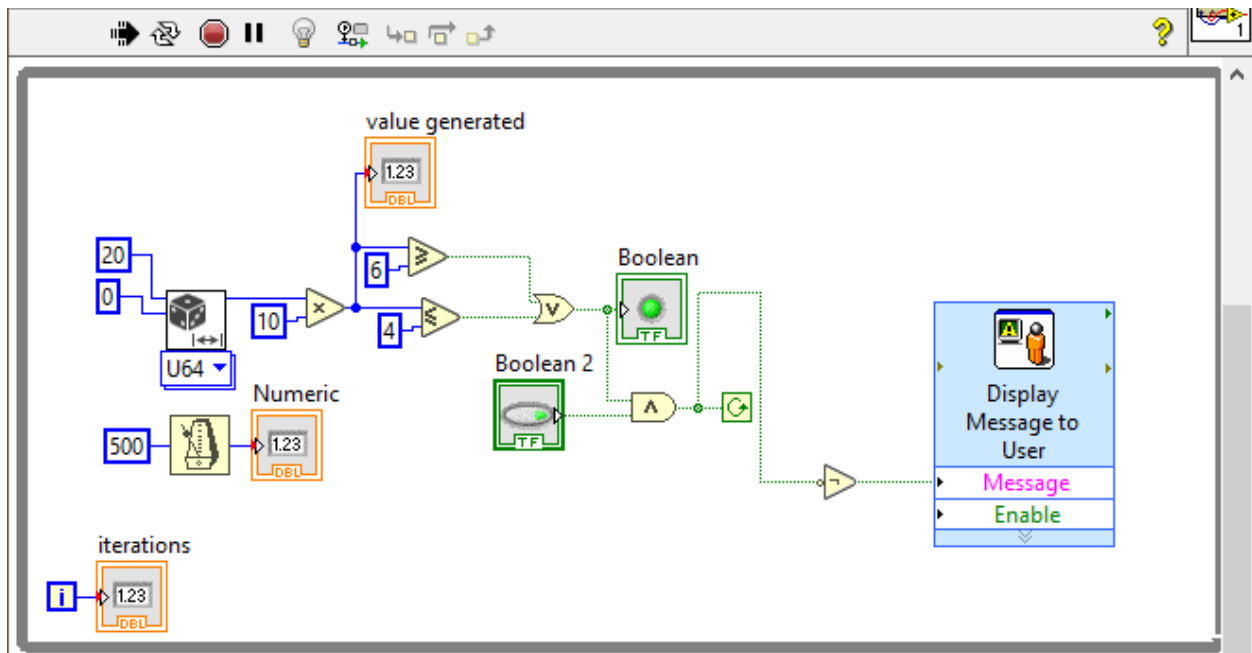 ?
1
value generated
1.23
DBL
20
0
10
6
4
U64
Boolean
TF
Boolean 2
TF
Numeric
500
1.23
DBL
A
Display
Message to
User
Message
Enable
iterations
i
1.23
DBL